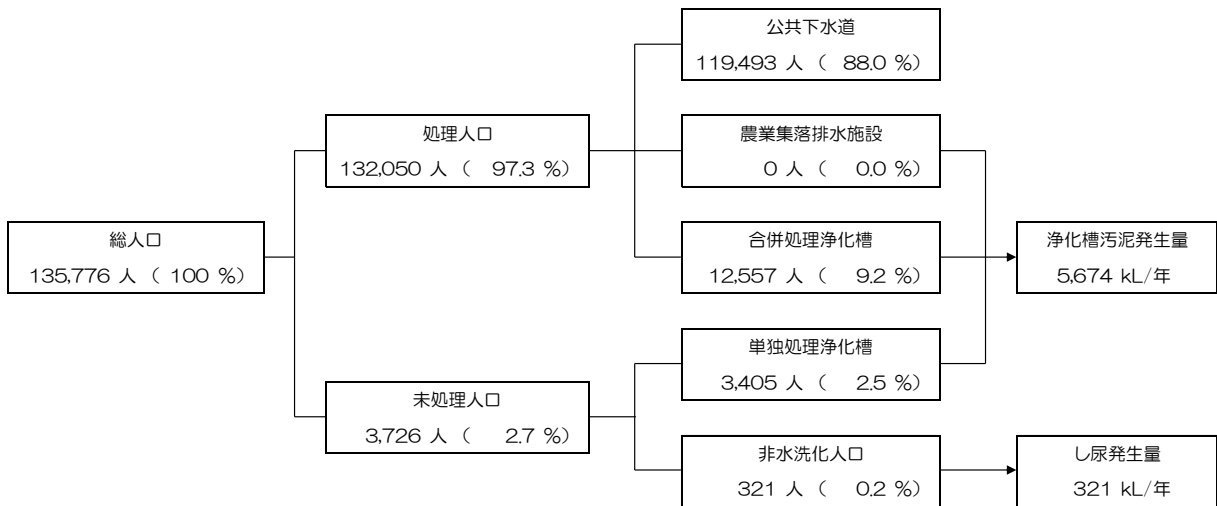 公共下水道
119,493 人 ( 88.0 %)
処理人口
132,050 人 ( 97.3 %)
農業集落排水施設
0 人 ( 0.0 %)
総人口
135,776 人 ( 100 %)
合併処理浄化槽
12,557 人 ( 9.2 %)
浄化槽汚泥発生量
5,674 kL/年
単独処理浄化槽
3,405 人 ( 2.5 %)
未処理人口
3,726 人 ( 2.7 %)
非水洗化人口
321 人 ( 0.2 %)
し尿発生量
321 kL/年